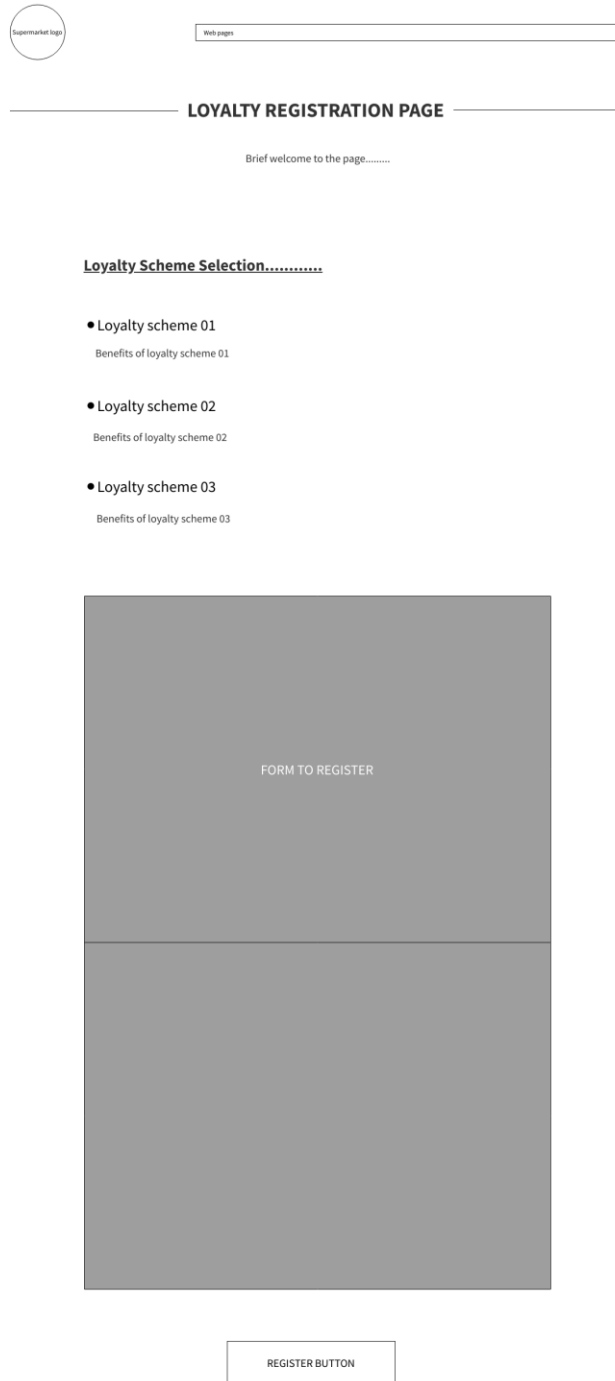 Supermarket logo
Web pages
LOYALTY REGISTRATION PAGE
Brief welcome to the page.........
Loyalty Scheme Selection............
Loyalty scheme 01
Benefits of loyalty scheme 01
Loyalty scheme 02
Benefits of loyalty scheme 02
Loyalty scheme 03
Benefits of loyalty scheme 03
FORM TO REGISTER
REGISTER BUTTON